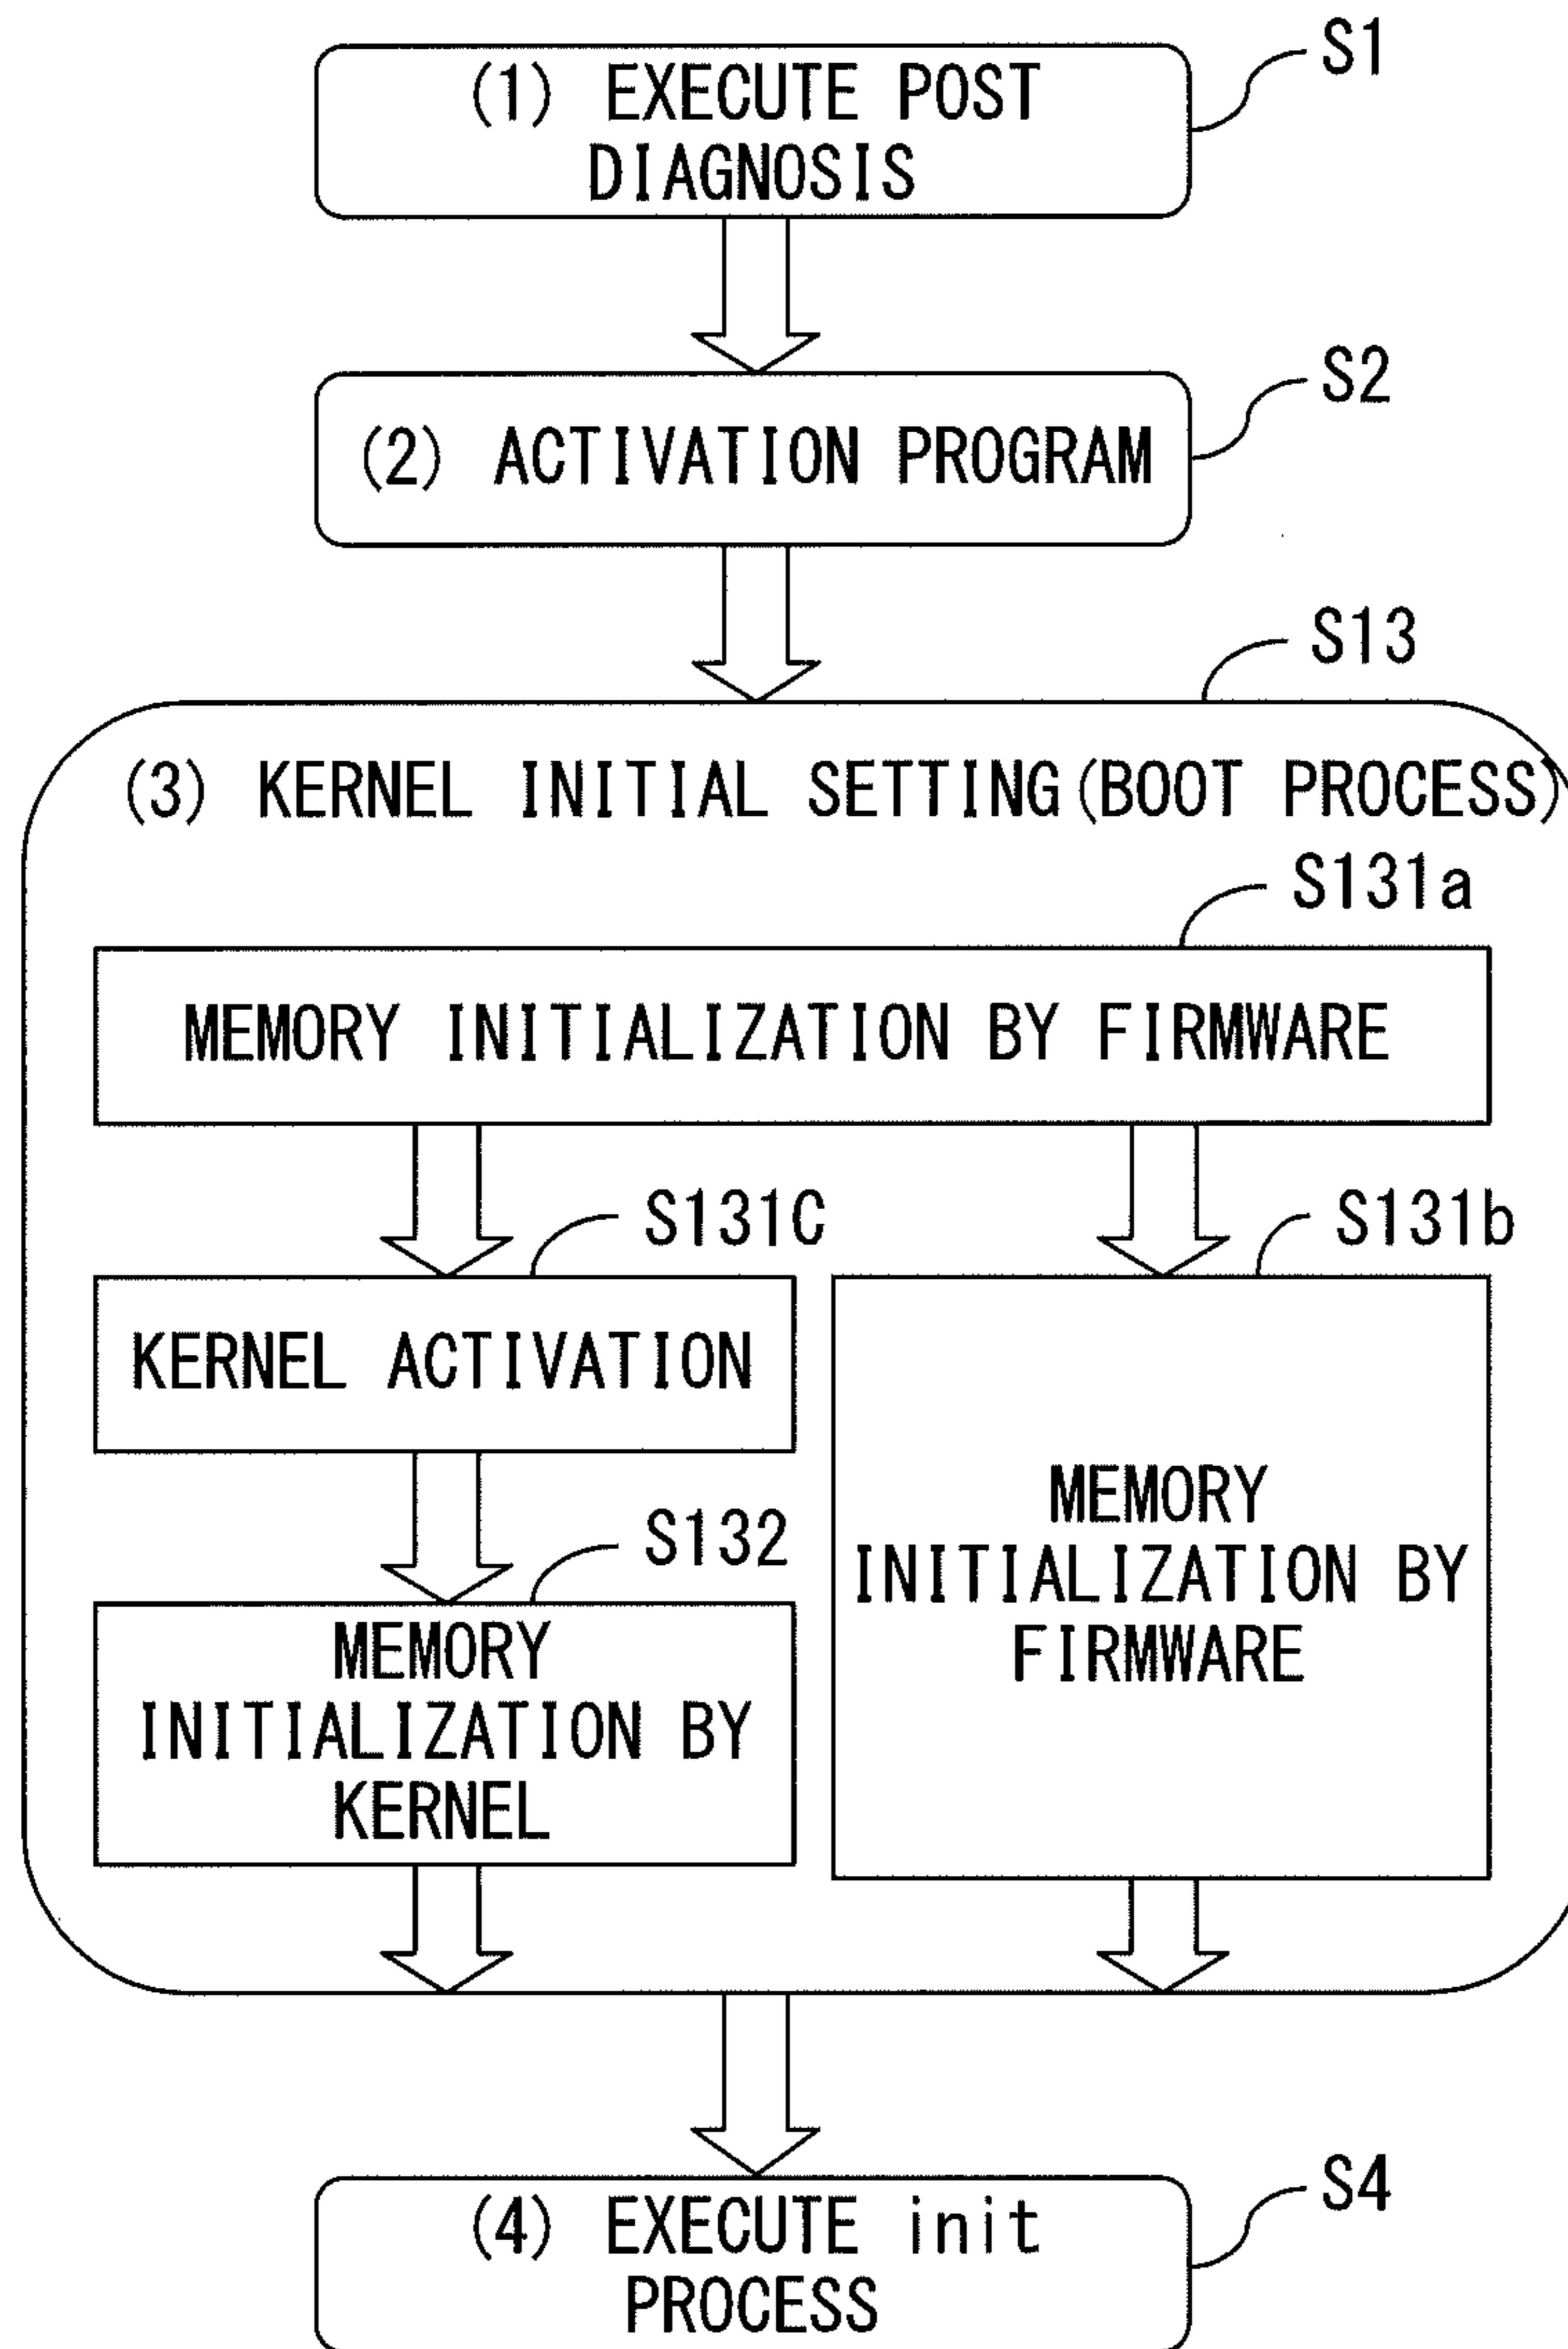 S1
(1) EXECUTE POST
DIAGNOSIS
S2
(2) ACTIVATION PROGRAM
S13
(3) KERNEL INITIAL SETTING(BOOT PROCESS)
S131a
MEMORY INITIALIZATION BY FIRMWARE
S131C
S131b
KERNEL ACTIVATION
S132
MEMORY
INITIALIZATION BY
KERNEL
MEMORY
INITIALIZATION BY
FIRMWARE
S4
(4) EXECUTE init
PROCESS